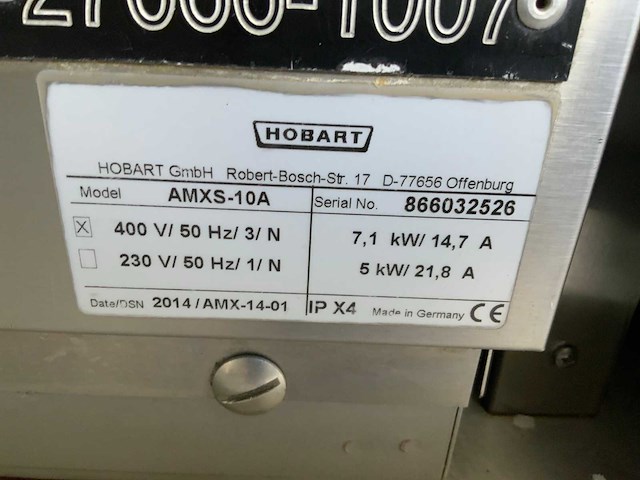 HOBART
HOBART GmbH Robert-Bosch-Str. 17 D-77656 Offenburg
Model AMXS-10A Serial No. 866032526
X 400 V/ 50 Hz/ 3/ N 7,1 kW/ 14,7 A
230 V/ 50 Hz/ 1/ N 5 kW/ 21,8 A
Date/DSN 2014/AMX-14-01 IP X4 Made in Germany CE